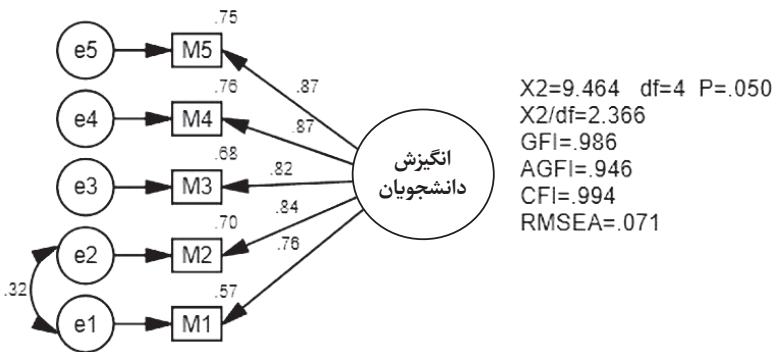 .75
e5 M5
.87
.76
e4 M4
.87
.68
e3 M3
.82
.84
.70
e2 M2
.76
.57
.32
e1 M1
انگیزش
دانشجویان
X2=9.464 df=4 P=.050
X2/df=2.366
GFI=.986
AGFI=.946
CFI=.994
RMSEA=.071